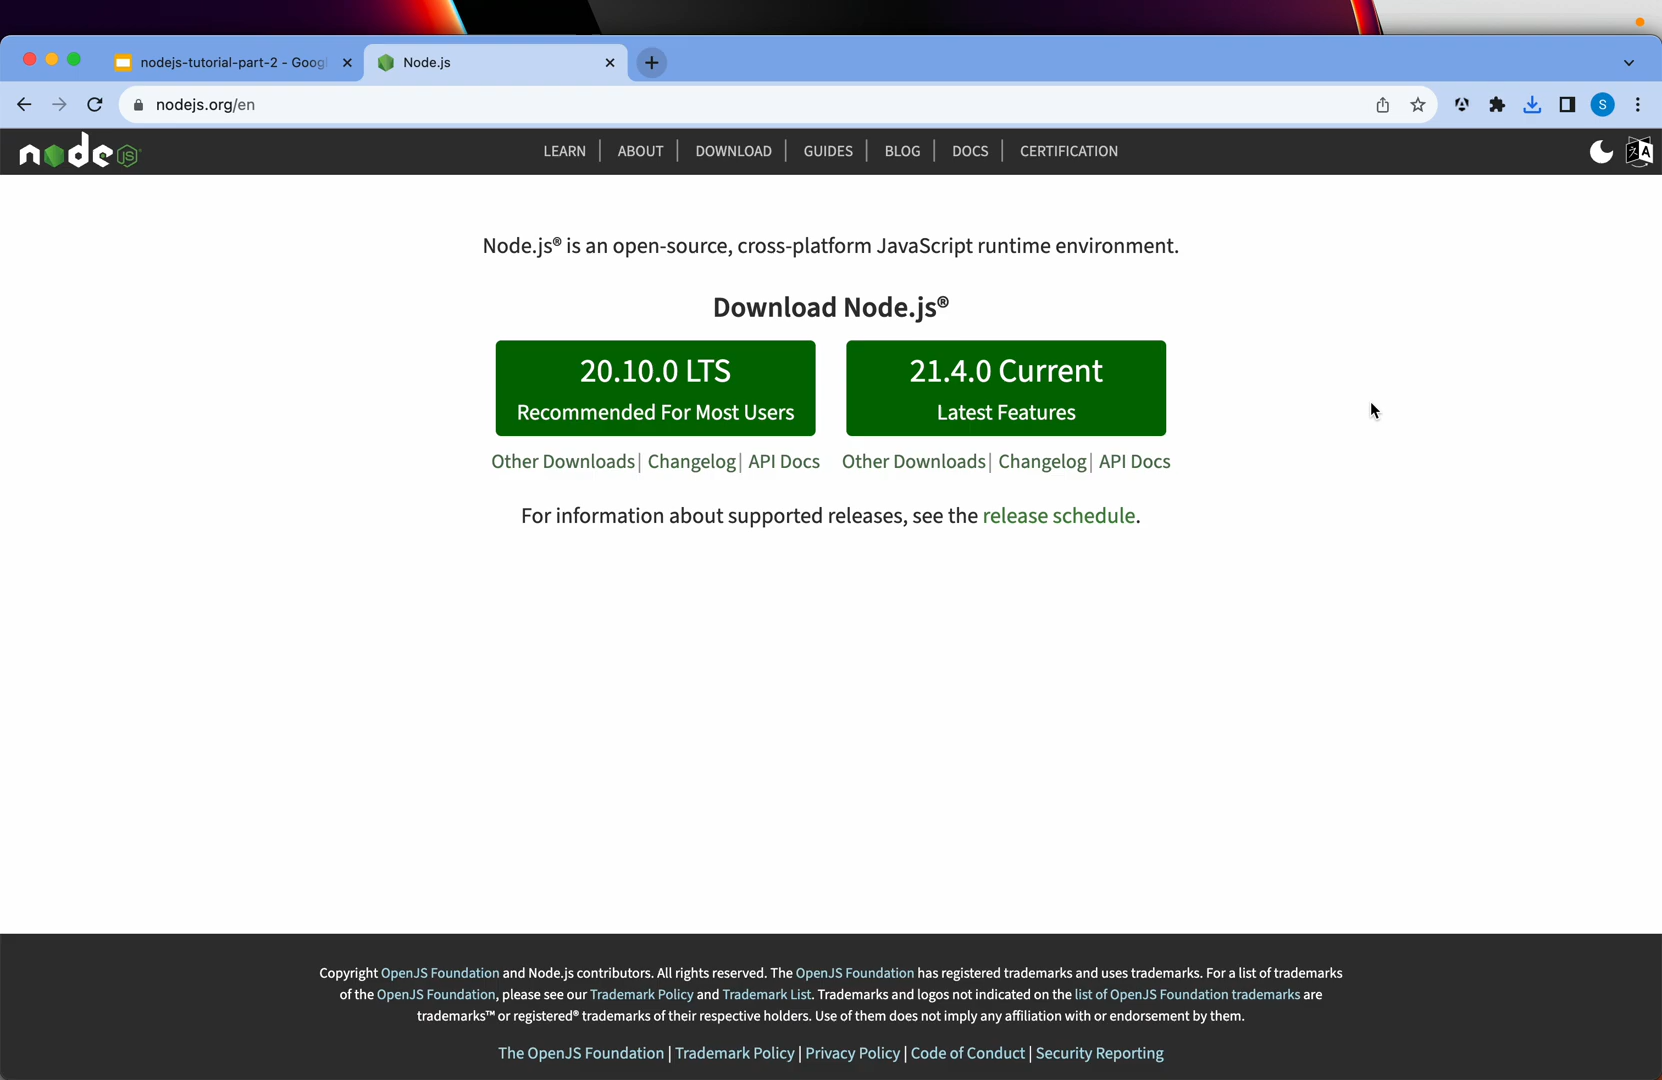 nodejs-tutorial-part-2 - Goog
Node.js
nodejs.org/en
S
node JS
LEARN | ABOUT | DOWNLOAD | GUIDES | BLOG | DOCS | CERTIFICATION
Node.js® is an open-source, cross-platform JavaScript runtime environment.
Download Node.js®
20.10.0 LTS
Recommended For Most Users
21.4.0 Current
Latest Features
Other Downloads | Changelog | API Docs
Other Downloads | Changelog | API Docs
For information about supported releases, see the release schedule.
Copyright OpenJS Foundation and Node.js contributors. All rights reserved. The OpenJS Foundation has registered trademarks and uses trademarks. For a list of trademarks
of the OpenJS Foundation, please see our Trademark Policy and Trademark List. Trademarks and logos not indicated on the list of OpenJS Foundation trademarks are
trademarks™ or registered® trademarks of their respective holders. Use of them does not imply any affiliation with or endorsement by them.
The OpenJS Foundation | Trademark Policy | Privacy Policy | Code of Conduct | Security Reporting